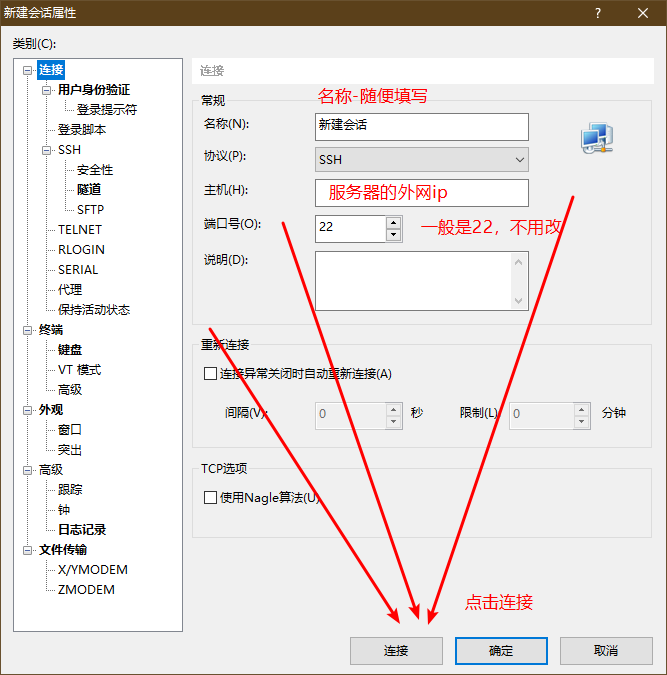 新建会话属性
类别(C):
连接
用户身份验证
登录提示符
登录脚本
SSH
安全性
隧道
SFTP
TELNET
RLOGIN
SERIAL
代理
保持活动状态
终端
键盘
VT 模式
高级
外观
窗口
突出
高级
跟踪
钟
日志记录
文件传输
X/YMODEM
ZMODEM
连接
常规
名称-随便填写
名称(N):
新建会话
协议(P):
SSH
主机(H):
服务器的外网ip
端口号(O):
22
一般是22，不用改
说明(D):
重新连接
连接异常关闭时自动重新连接(A)
间隔(V):
0
秒
限制(L)
0
分钟
TCP选项
使用Nagle算法(U)
点击连接
连接
确定
取消